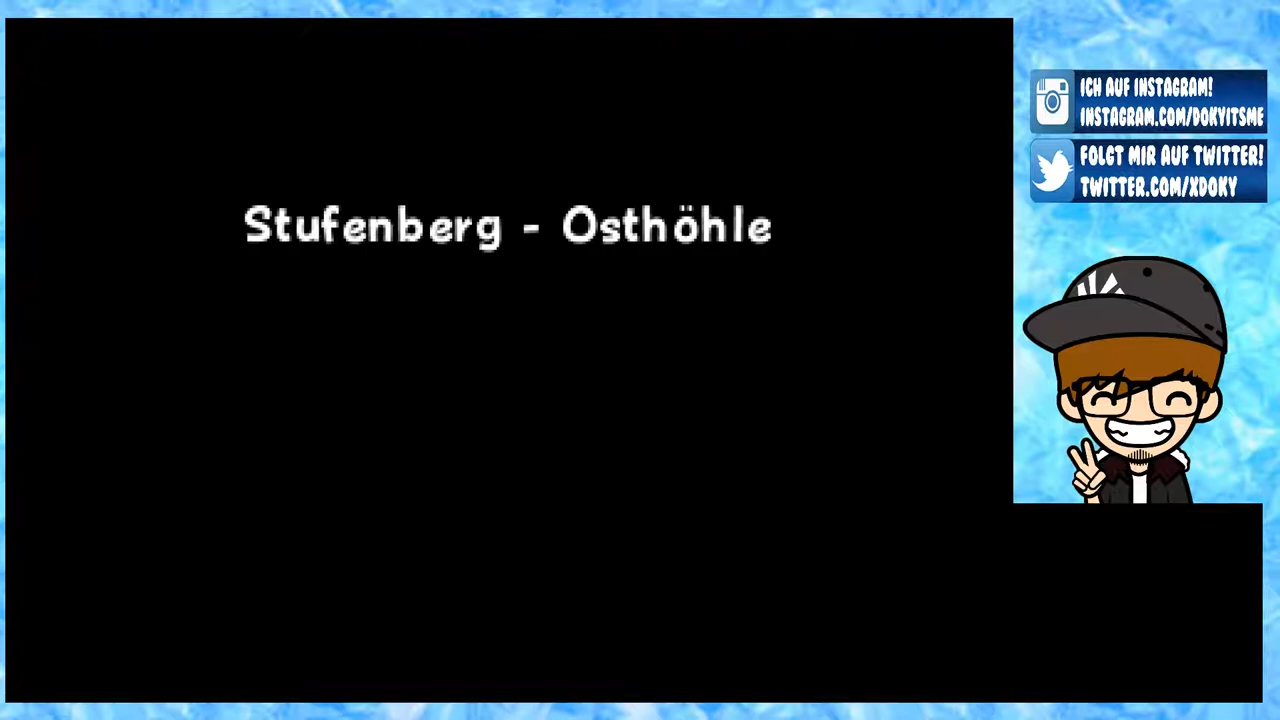 Stufenberg - Osthöhle
ICH AUF INSTAGRAM!
INSTAGRAM.COM/DOKYITSME
FOLGT MIR AUF TWITTER!
TWITTER.COM/XDOKY